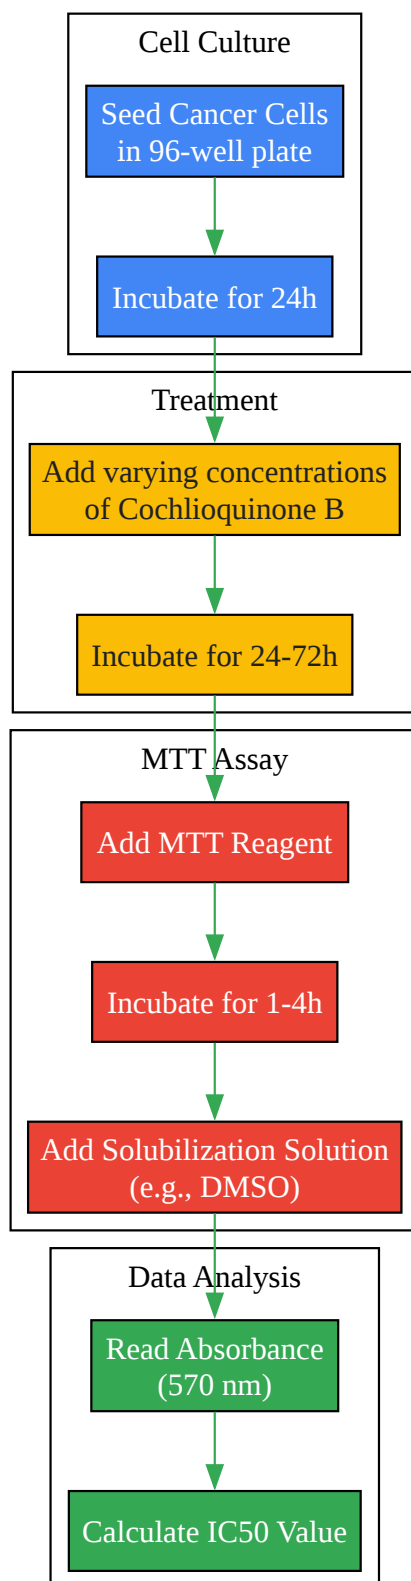 Cell Culture
Seed Cancer Cells
in 96-well plate
Incubate for 24h
Treatment
Add varying concentrations
of Cochlioquinone B
Incubate for 24-72h
MTT Assay
Add MTT Reagent
Incubate for 1-4h
Add Solubilization Solution
(e.g., DMSO)
Data Analysis
Read Absorbance
(570 nm)
Calculate IC50 Value